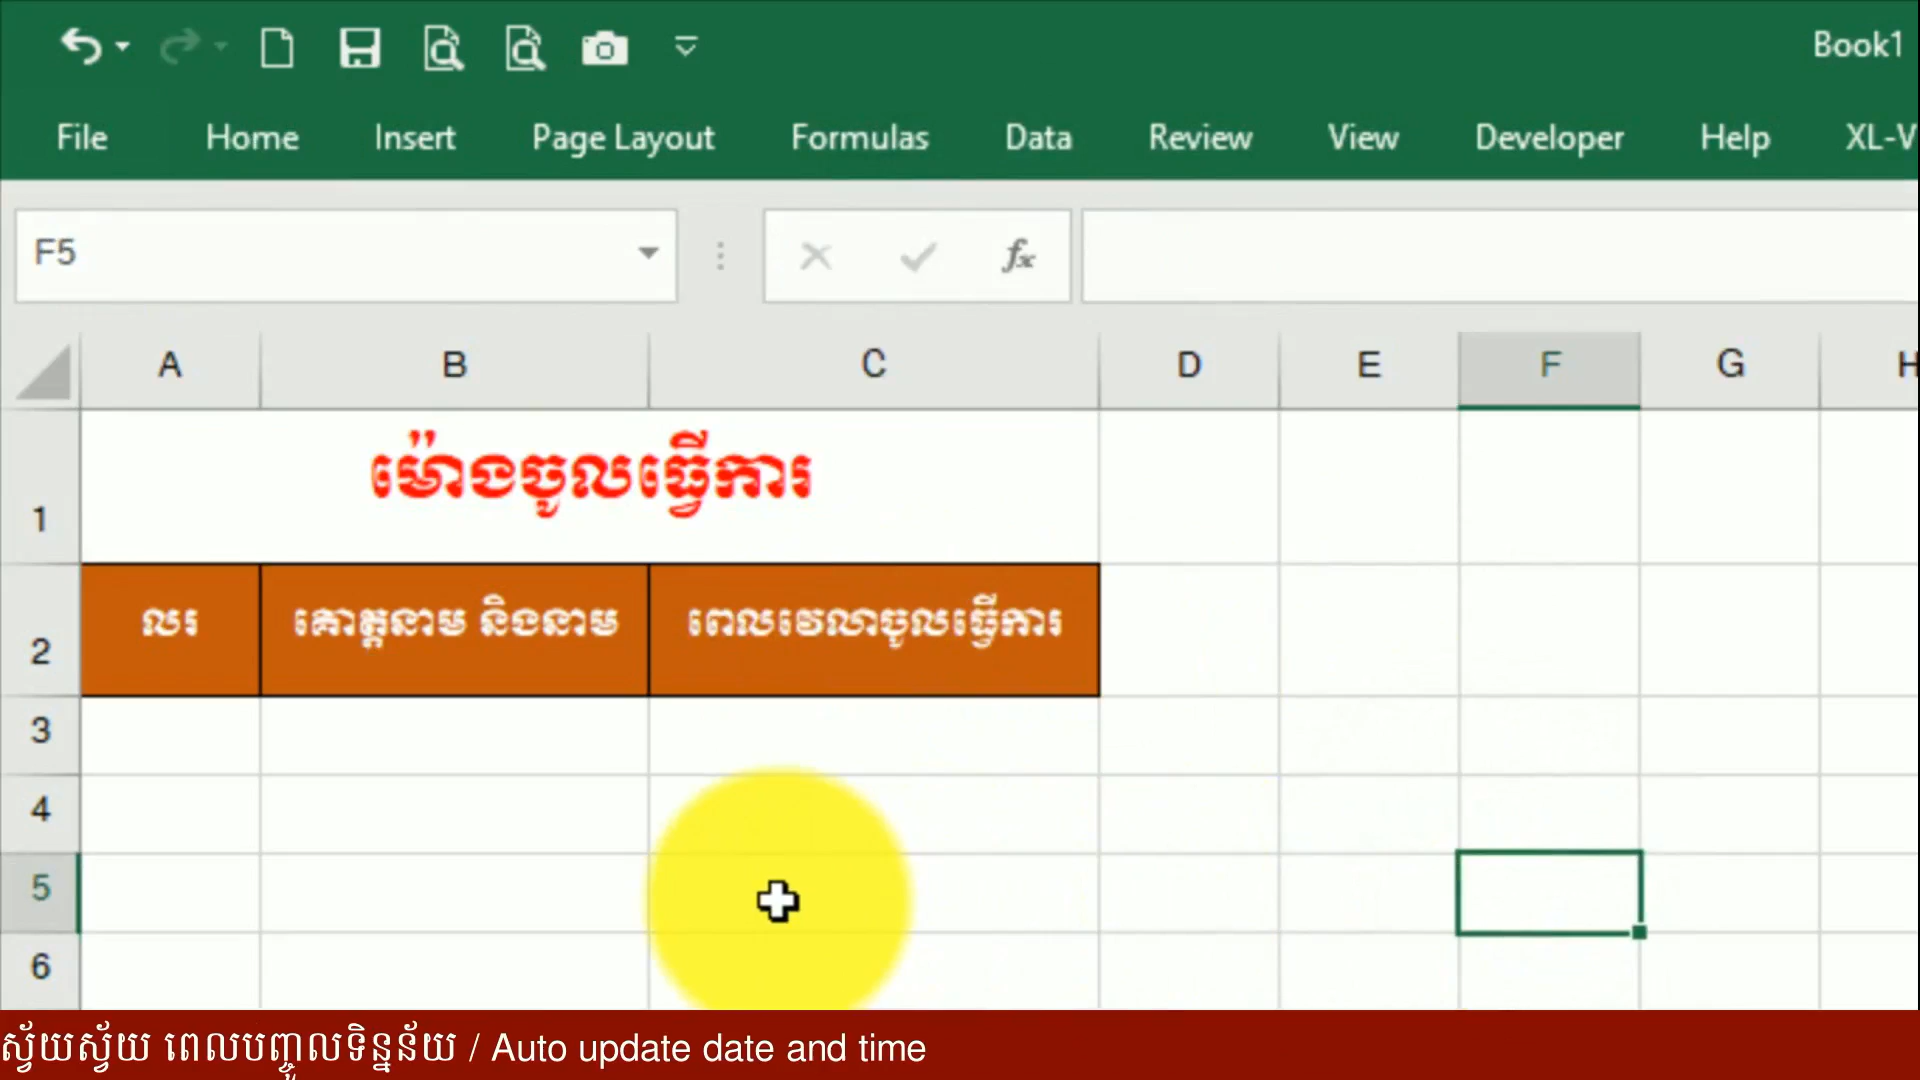 Book1
File Home Insert Page Layout Formulas Data Review View Developer Help XL-V
F5 fx
A B C D E F G H
1 ម៉ោងចូលធ្វើការ
2 លរ គោត្តនាម និងនាម ពេលវេលាចូលធ្វើការ
3
4
5
6
ស្វ័យស្វ័យ ពេលបញ្ចូលទិន្នន័យ / Auto update date and time